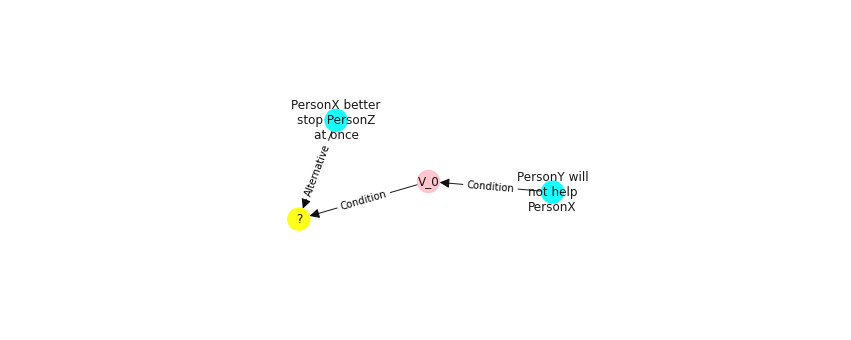 PersonX better
stop PersonZ
at once
Alternative
PersonY will
not help
PersonX
Condition
V_0
Condition
?